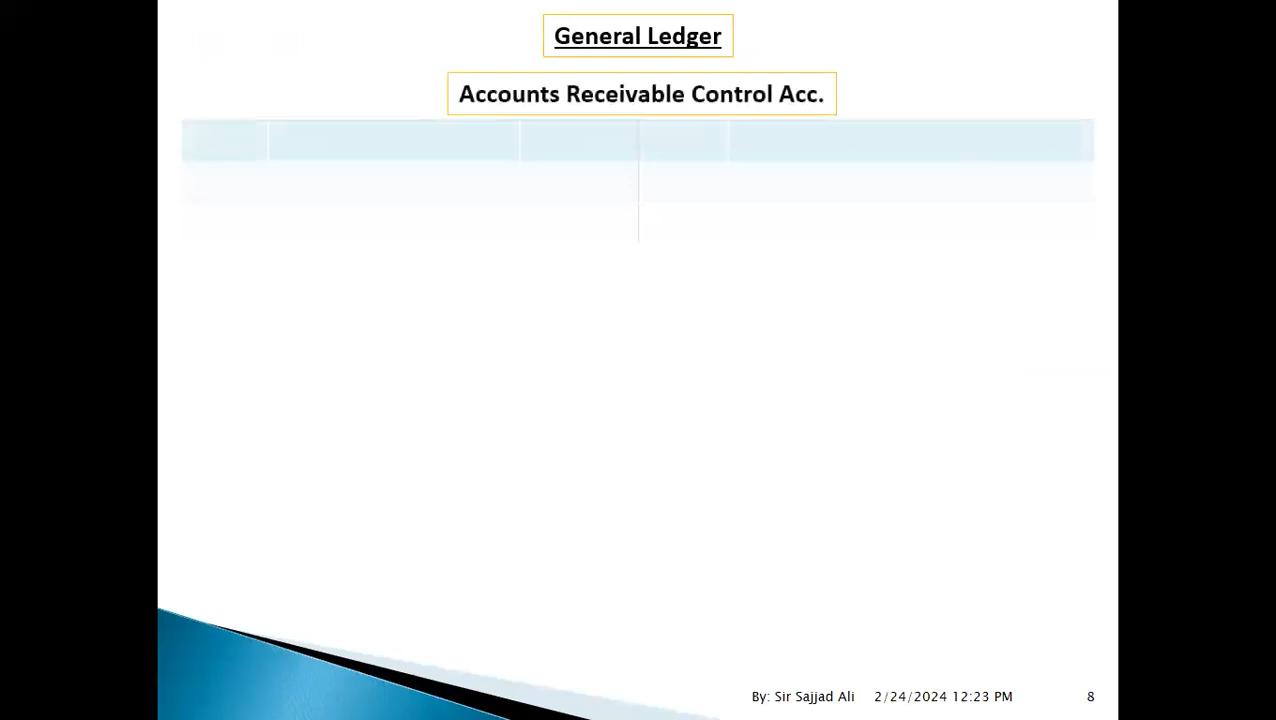 General Ledger
Accounts Receivable Control Acc.
By: Sir Sajjad Ali 2/24/2024 12:23 PM 8